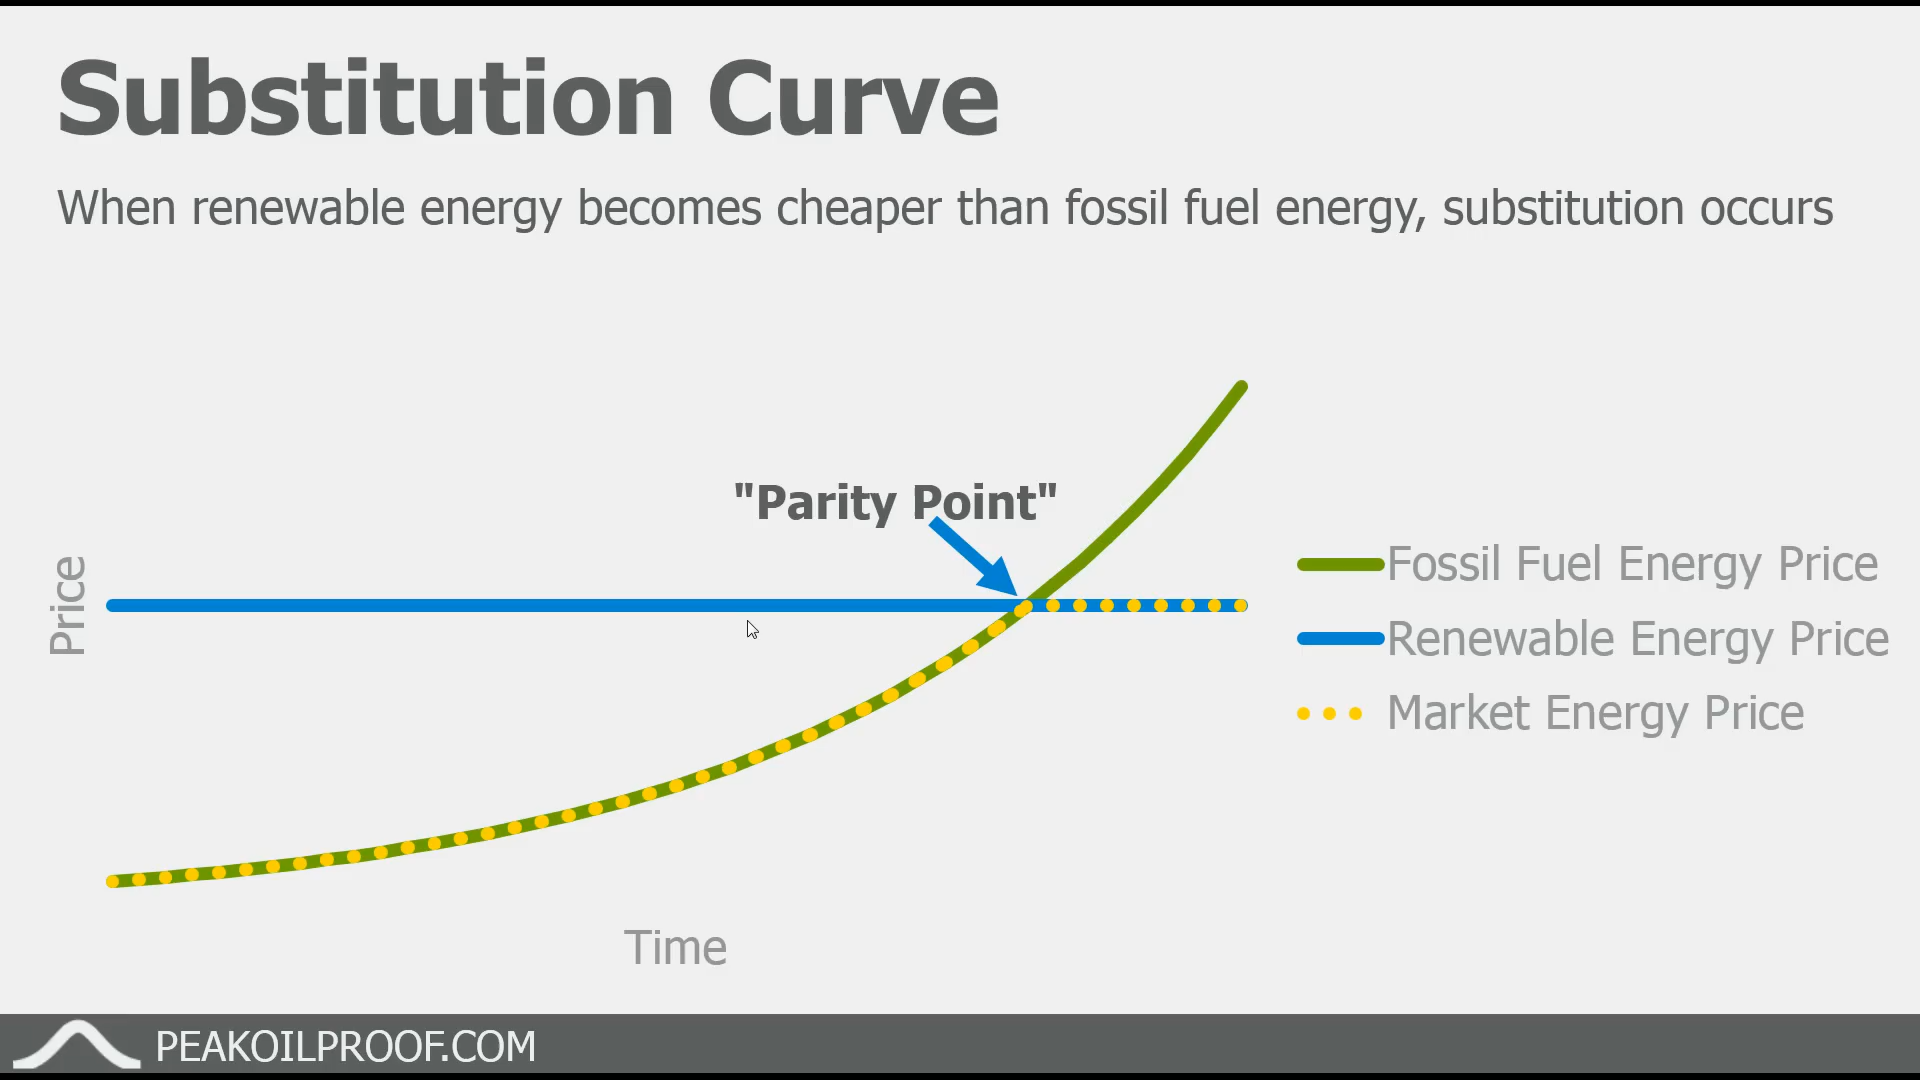 Substitution Curve
When renewable energy becomes cheaper than fossil fuel energy, substitution occurs
"Parity Point"
Price
Fossil Fuel Energy Price
Renewable Energy Price
Market Energy Price
Time
PEAKOILPROOF.COM